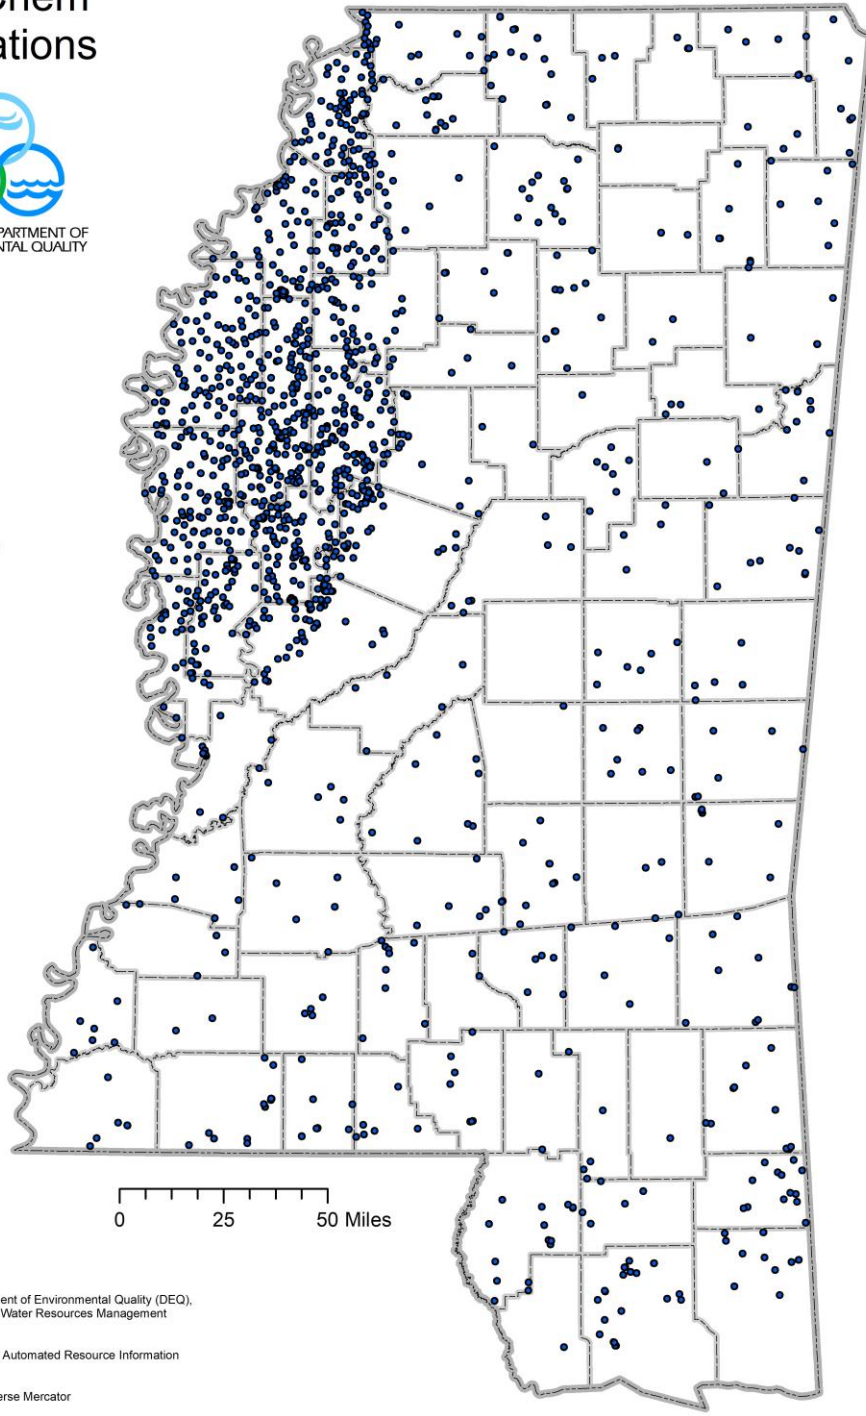 ations
PARTMENT OF
NTAL QUALITY
0 25 50 Miles
ent of Environmental Quality (DEQ),
Water Resources Management
Automated Resource Information
erse Mercator